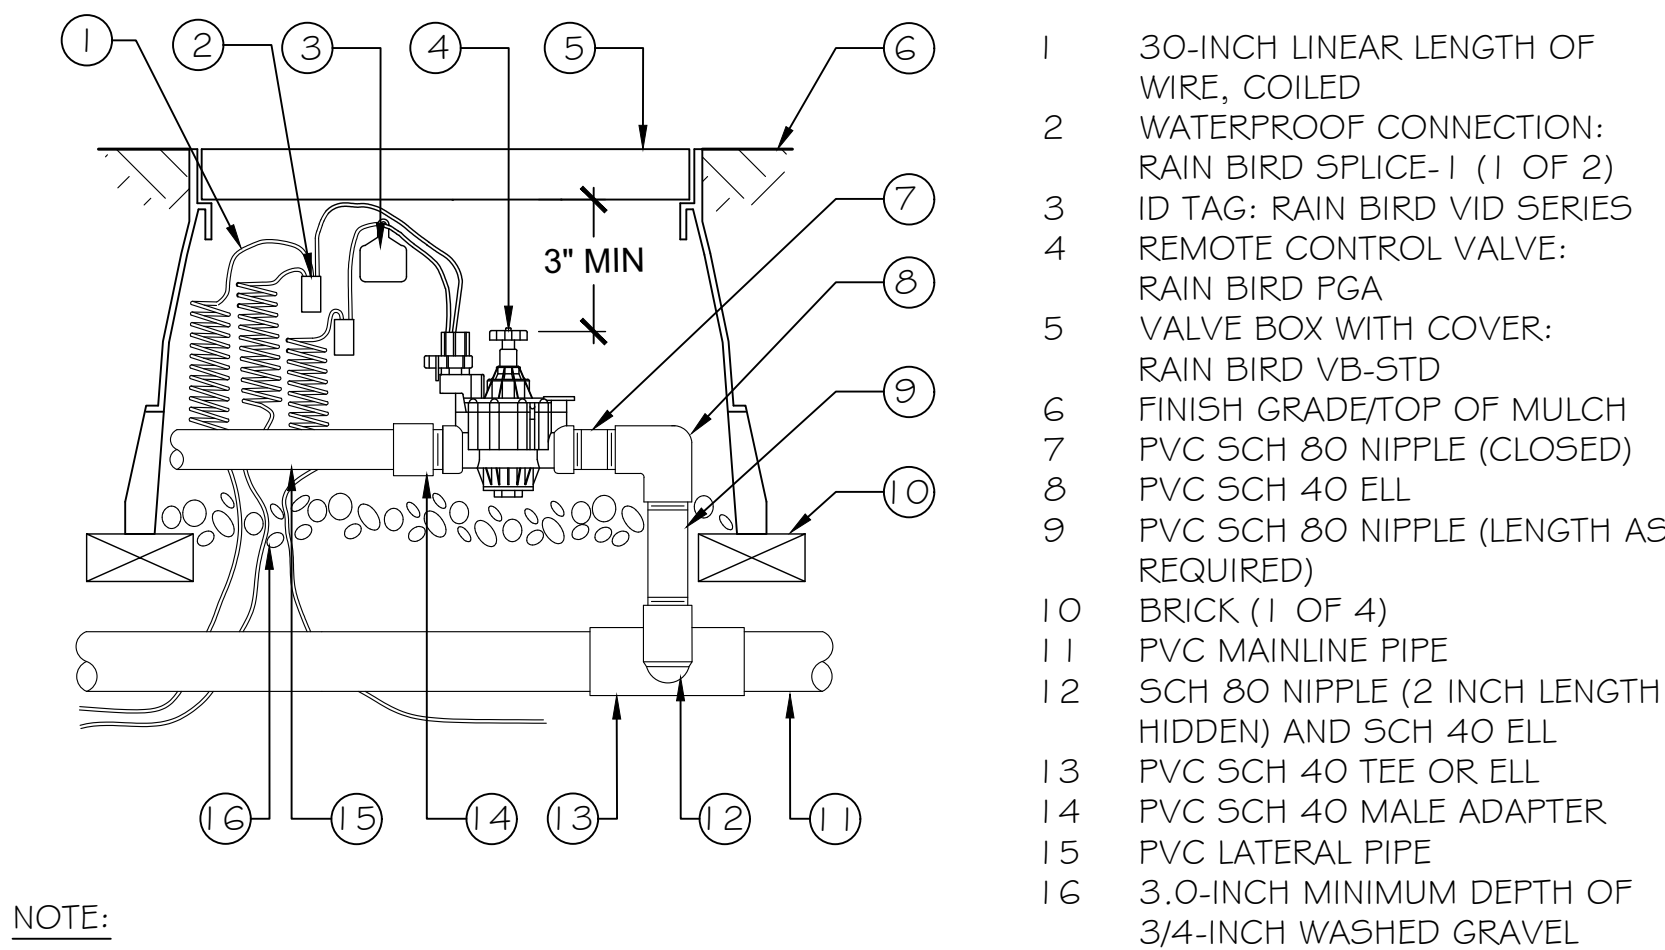 1 2 3 4 5 6
1 30-INCH LINEAR LENGTH OF
WIRE, COILED
2 WATERPROOF CONNECTION:
RAIN BIRD SPLICE-1 (1 OF 2)
3 ID TAG: RAIN BIRD VID SERIES
4 REMOTE CONTROL VALVE:
RAIN BIRD PGA
5 VALVE BOX WITH COVER:
RAIN BIRD VB-STD
6 FINISH GRADE/TOP OF MULCH
7 PVC SCH 80 NIPPLE (CLOSED)
8 PVC SCH 40 ELL
9 PVC SCH 80 NIPPLE (LENGTH AS
REQUIRED)
10 BRICK (1 OF 4)
11 PVC MAINLINE PIPE
12 SCH 80 NIPPLE (2 INCH LENGTH
HIDDEN) AND SCH 40 ELL
13 PVC SCH 40 TEE OR ELL
14 PVC SCH 40 MALE ADAPTER
15 PVC LATERAL PIPE
16 3.0-INCH MINIMUM DEPTH OF
3/4-INCH WASHED GRAVEL
7
3" MIN
8
9
10
16 15 14 13 12 11
NOTE: